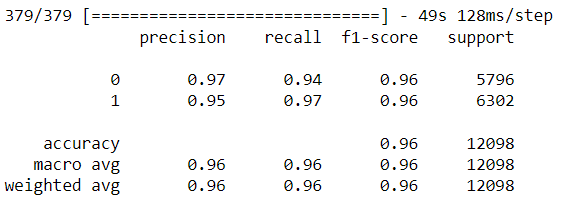 379/379 [==============================] - 49s 128ms/step
precision recall f1-score support
0 0.97 0.94 0.96 5796
1 0.95 0.97 0.96 6302
accuracy 0.96 12098
macro avg 0.96 0.96 0.96 12098
weighted avg 0.96 0.96 0.96 12098